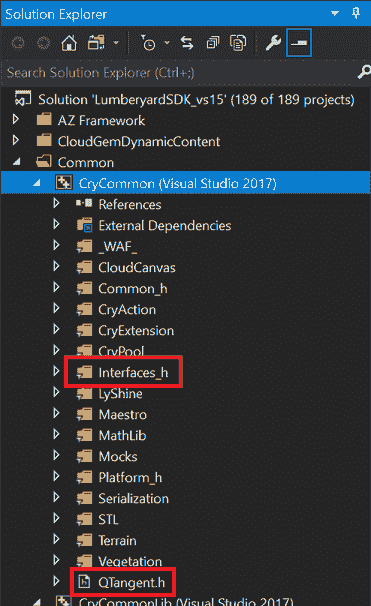 Solution Explorer
Search Solution Explorer (Ctrl+;)
Solution 'LumberyardSDK_vs15' (189 of 189 projects)
AZ Framework
CloudGemDynamicContent
Common
CryCommon (Visual Studio 2017)
References
External Dependencies
_WAF_
CloudCanvas
Common_h
CryAction
CryExtension
CryPool
Interfaces_h
LyShine
Maestro
MathLib
Mocks
Platform_h
Serialization
STL
Terrain
Vegetation
QTangent.h
CryCommonLib (Visual Studio 2017)